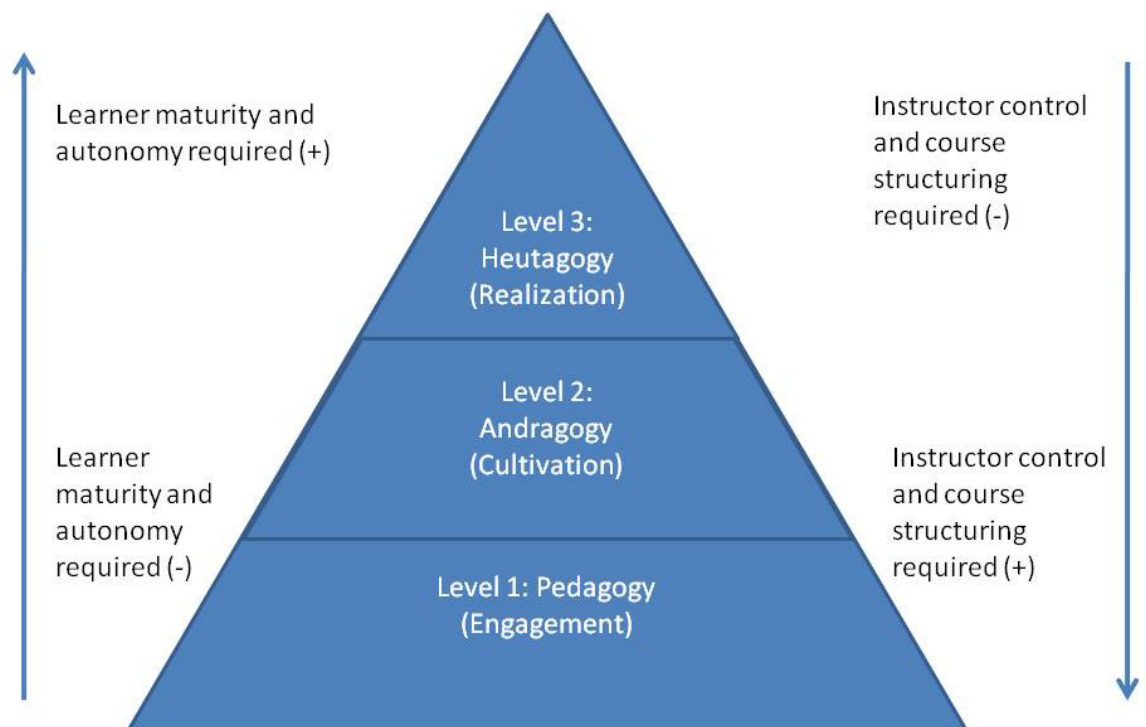 Learner maturity and
autonomy required (+)
Instructor control
and course
structuring
required (-)
Level 3:
Heutagogy
(Realization)
Level 2:
Andragogy
(Cultivation)
Learner
maturity and
autonomy
required (-)
Instructor control
and course
structuring
required (+)
Level 1: Pedagogy
(Engagement)